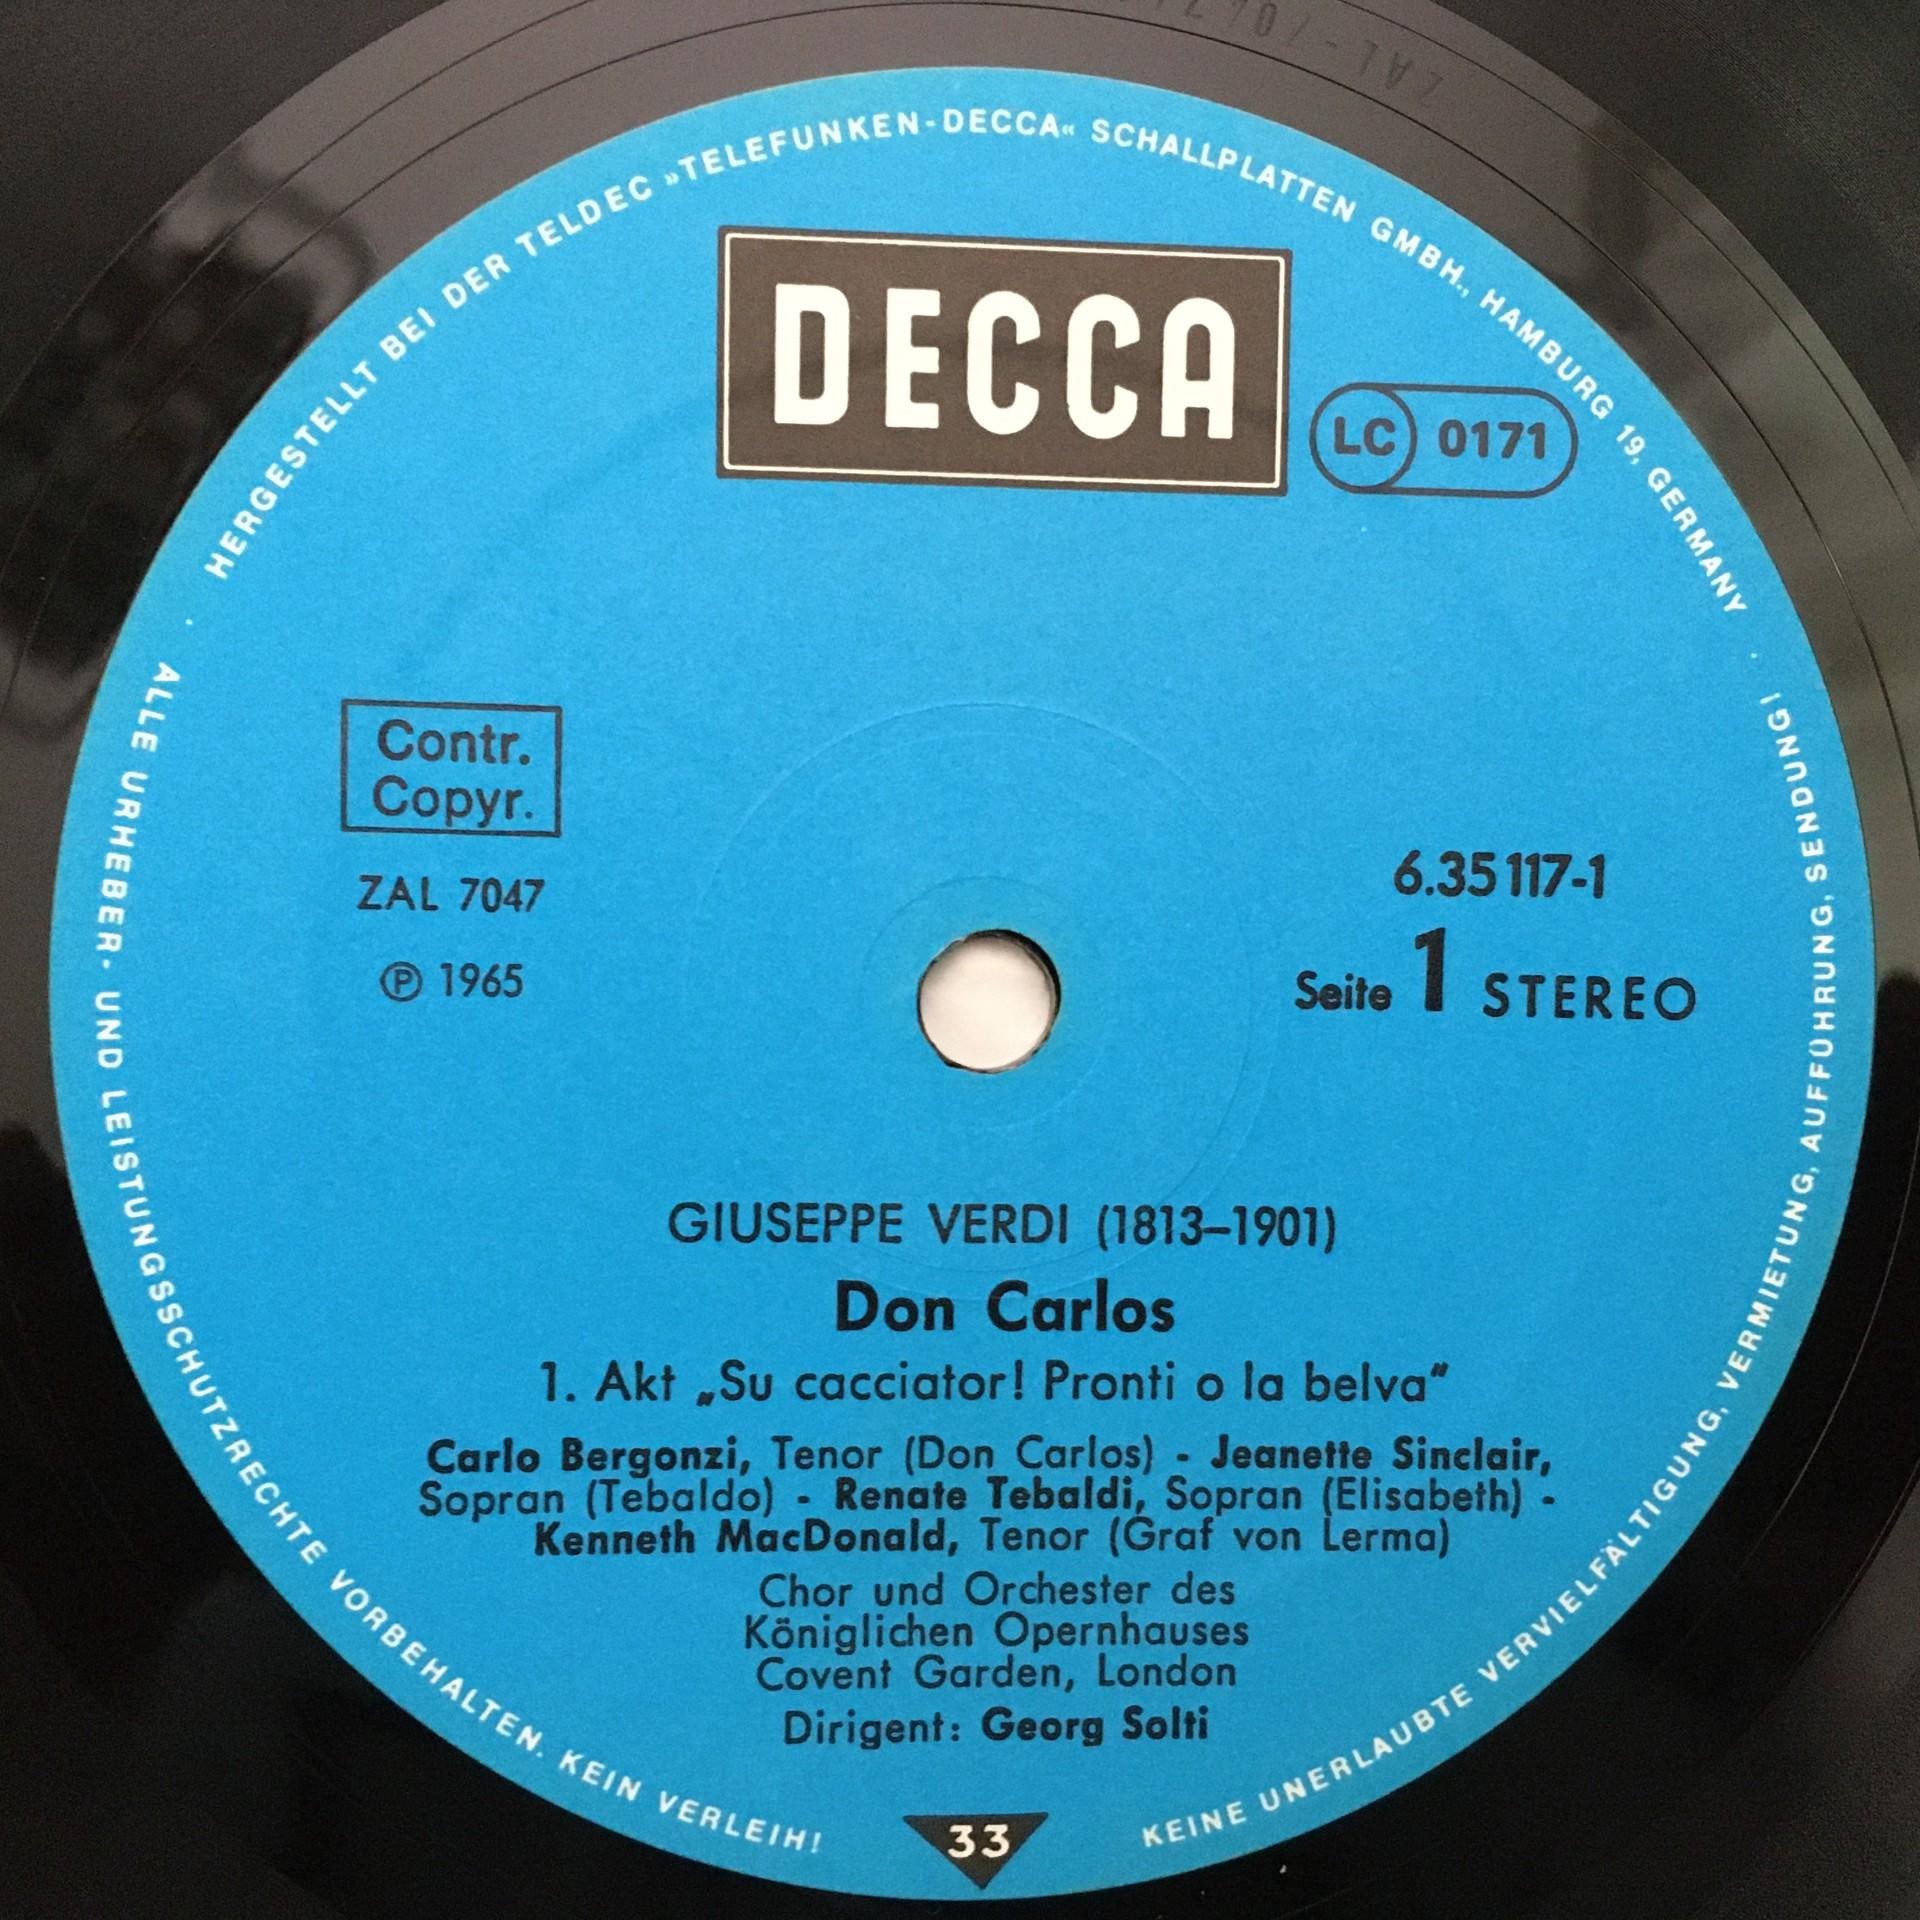 HERGESTELLT BEI DER TELDEC »TELEFUNKEN-DECCA« SCHALLPLATTEN GMBH., HAMBURG 19, GERMANY ·
DECCA
LC 0171
Contr.
Copyr.
ZAL 7047
Ⓟ 1965
6.35117-1
Seite 1 STEREO
GIUSEPPE VERDI (1813–1901)
Don Carlos
1. Akt „Su cacciator! Pronti o la belva“
Carlo Bergonzi, Tenor (Don Carlos) - Jeanette Sinclair,
Sopran (Tebaldo) - Renate Tebaldi, Sopran (Elisabeth) -
Kenneth MacDonald, Tenor (Graf von Lerma)
Chor und Orchester des
Königlichen Opernhauses
Covent Garden, London
Dirigent: Georg Solti
33
· ALLE URHEBER- UND LEISTUNGSSCHUTZRECHTE VORBEHALTEN. KEIN VERLEIH!
KEINE UNERLAUBTE VERVIELFÄLTIGUNG, VERMIETUNG, AUFFÜHRUNG, SENDUNG!